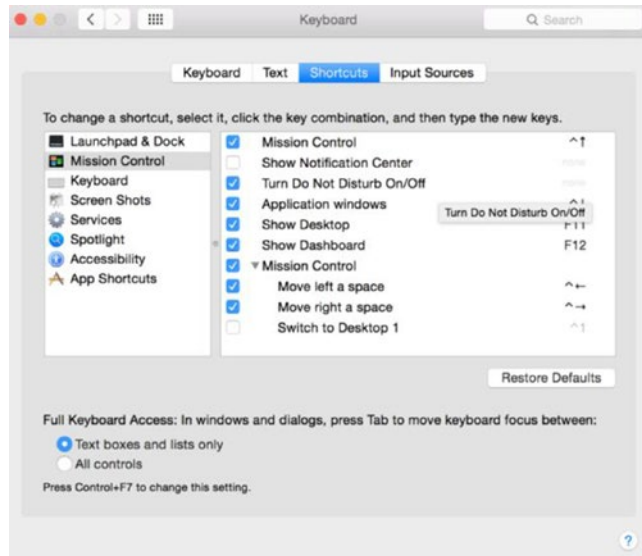 Keyboard
Search
Keyboard Text Shortcuts Input Sources
To change a shortcut, select it, click the key combination, and then type the new keys.
Launchpad & Dock
Mission Control
Keyboard
Screen Shots
Services
Spotlight
Accessibility
App Shortcuts
Mission Control ^↑
Show Notification Center none
Turn Do Not Disturb On/Off none
Application windows
Turn Do Not Disturb On/Off
Show Desktop F11
Show Dashboard F12
Mission Control
Move left a space ^←
Move right a space ^→
Switch to Desktop 1 ^1
Restore Defaults
Full Keyboard Access: In windows and dialogs, press Tab to move keyboard focus between:
Text boxes and lists only
All controls
Press Control+F7 to change this setting.
?